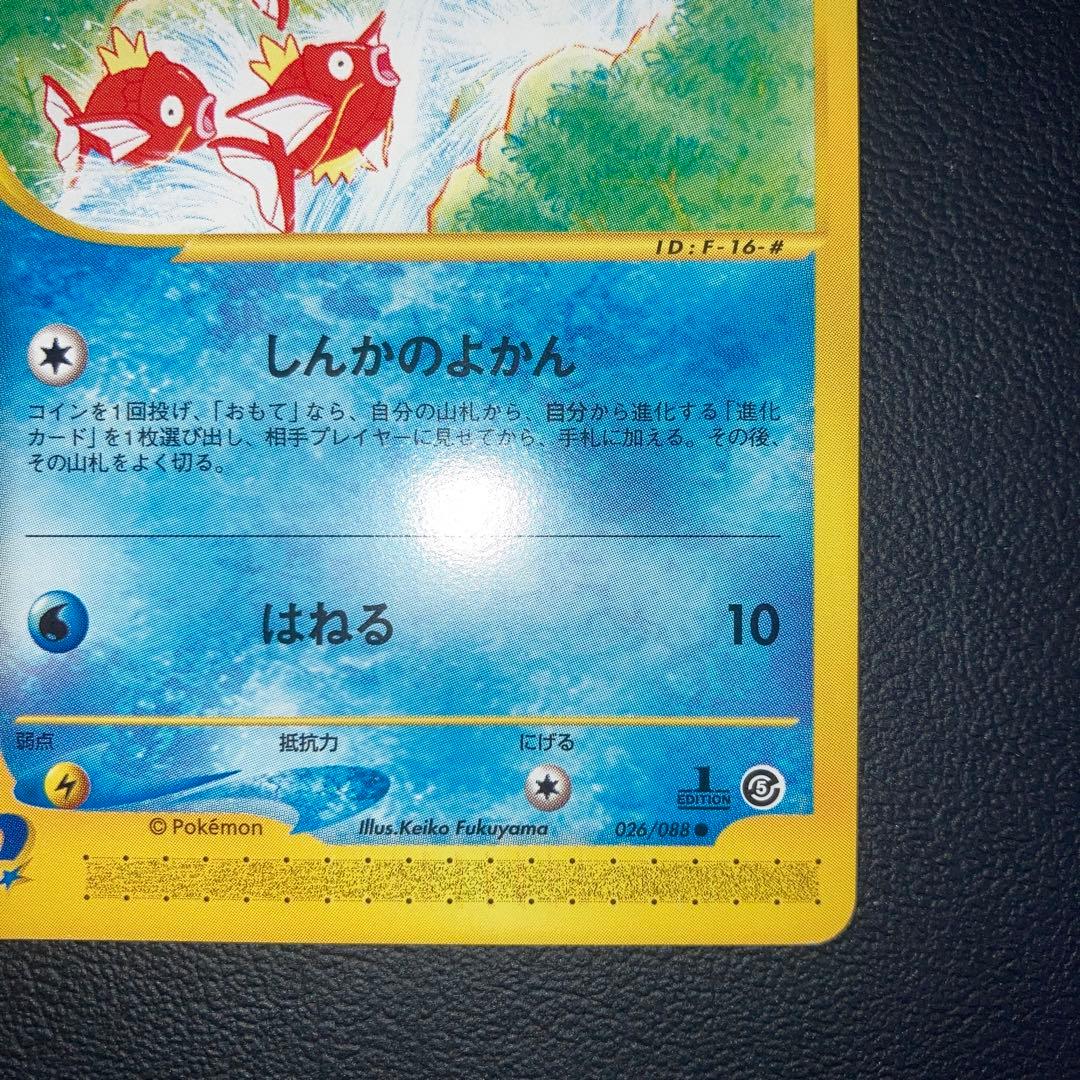 ID:F-16-#
しんかのよかん
コインを1回投げ、「おもて」なら、自分の山札から、自分から進化する「進化
カード」を1枚選び出し、相手プレイヤーに見せてから、手札に加える。その後、
その山札をよく切る。
はねる 10
弱点 抵抗力 にげる
1 EDITION 5
© Pokémon Illus.Keiko Fukuyama 026/088 ●